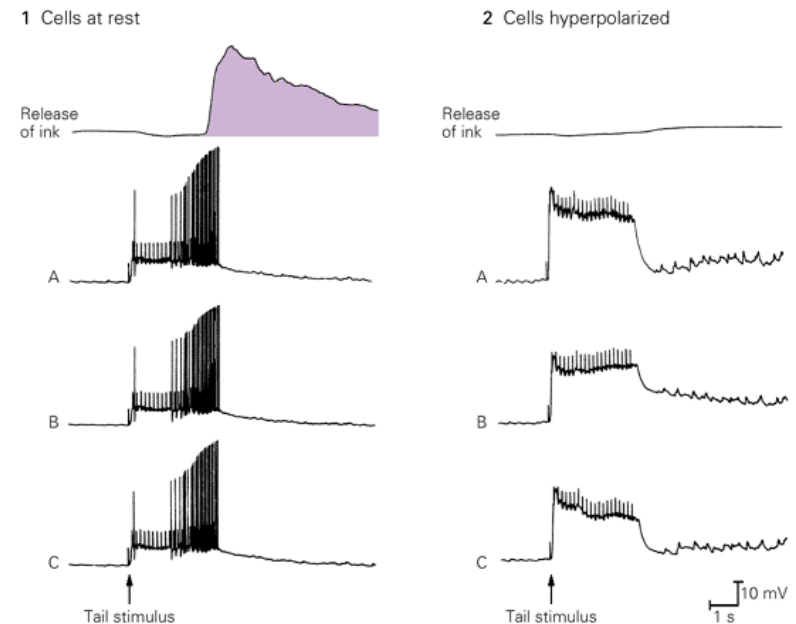 1 Cells at rest
Release
of ink
A
B
C
Tail stimulus
2 Cells hyperpolarized
Release
of ink
A
B
C
Tail stimulus
10 mV
1 s